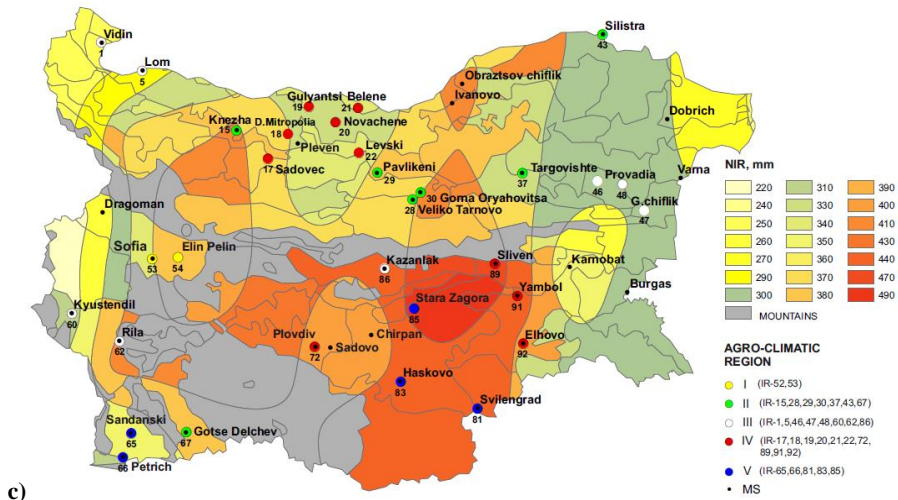 Vidin
1
Lom
5
Silistra
43
Obraztsov chiflik
Ivanovo
Gulyantsi Belene
19
21
Knezha
15
D.Mitropolia
18
Novachene
20
Pleven
Levski
22
17 Sadovec
Pavlikeni
29
Dobrich
Targovishte
37
Provadia
46
48
Varna
G.chiflik
47
30 Gorna Oryahovitsa
28
Veliko Tarnovo
Dragoman
Sofia
53
Elin Pelin
54
Kazanlak
86
Sliven
89
Karnobat
Burgas
Yambol
91
Stara Zagora
85
Kyustendil
60
Rila
62
Plovdiv
72
Sadovo
Chirpan
Elhovo
92
Haskovo
83
Svilengrad
81
Sandanski
65
Gotse Delchev
67
66 Petrich
NIR, mm
220 310 390
240 330 400
250 340 410
260 350 430
270 360 440
290 370 470
300 380 490
MOUNTAINS
AGRO-CLIMATIC
REGION
I (IR-52,53)
II (IR-15,28,29,30,37,43,67)
III (IR-1,5,46,47,48,60,62,86)
IV (IR-17,18,19,20,21,22,72,
89,91,92)
V (IR-65,66,81,83,85)
MS
c)